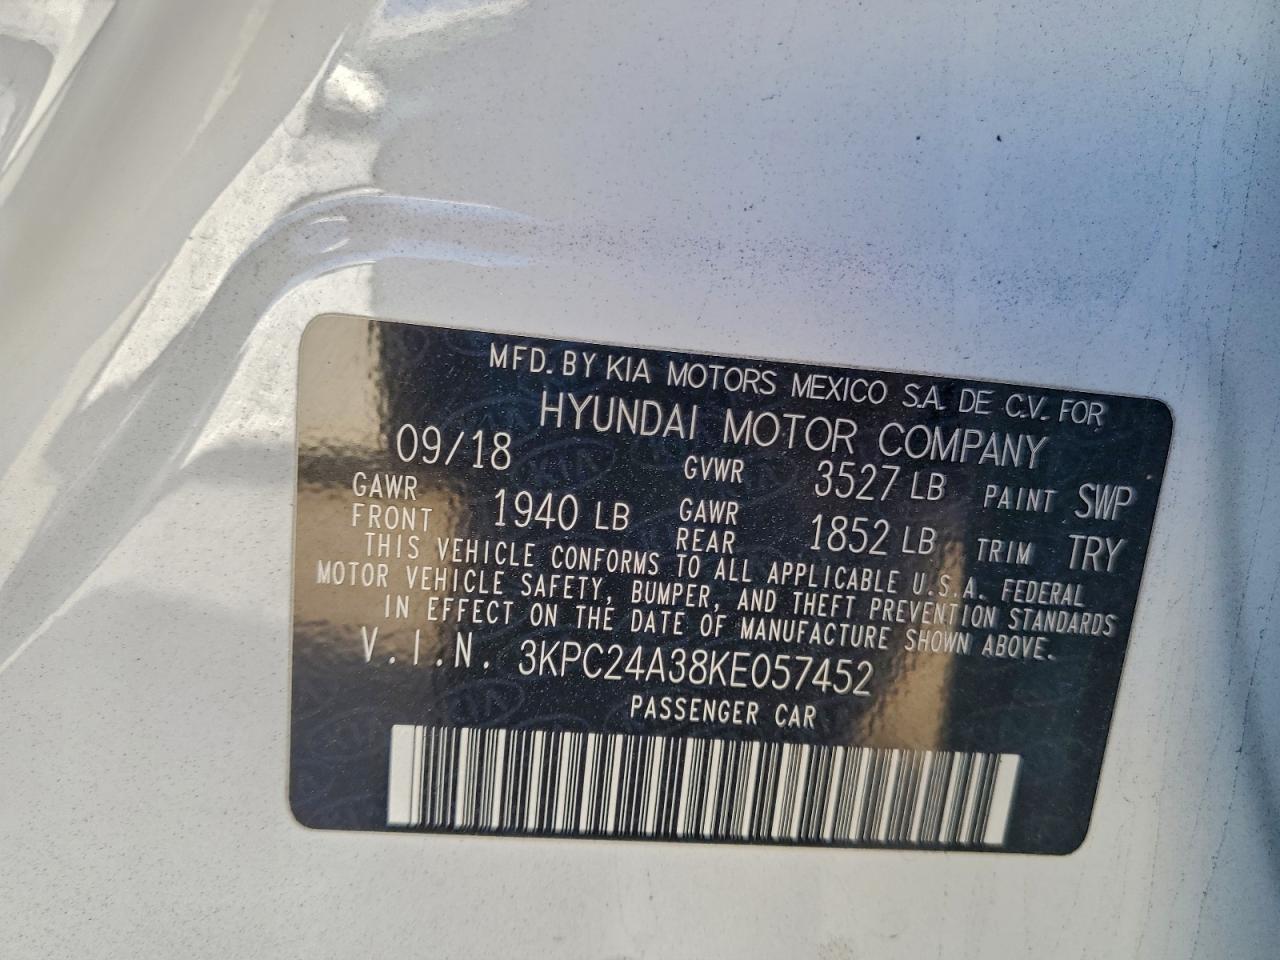 MFD. BY KIA MOTORS MEXICO S.A. DE C.V. FOR
HYUNDAI MOTOR COMPANY
09/18 GVWR 3527 LB PAINT SWP
GAWR FRONT 1940 LB GAWR REAR 1852 LB TRIM TRY
THIS VEHICLE CONFORMS TO ALL APPLICABLE U.S.A. FEDERAL
MOTOR VEHICLE SAFETY, BUMPER, AND THEFT PREVENTION STANDARDS
IN EFFECT ON THE DATE OF MANUFACTURE SHOWN ABOVE.
V.I.N. 3KPC24A38KE057452
PASSENGER CAR